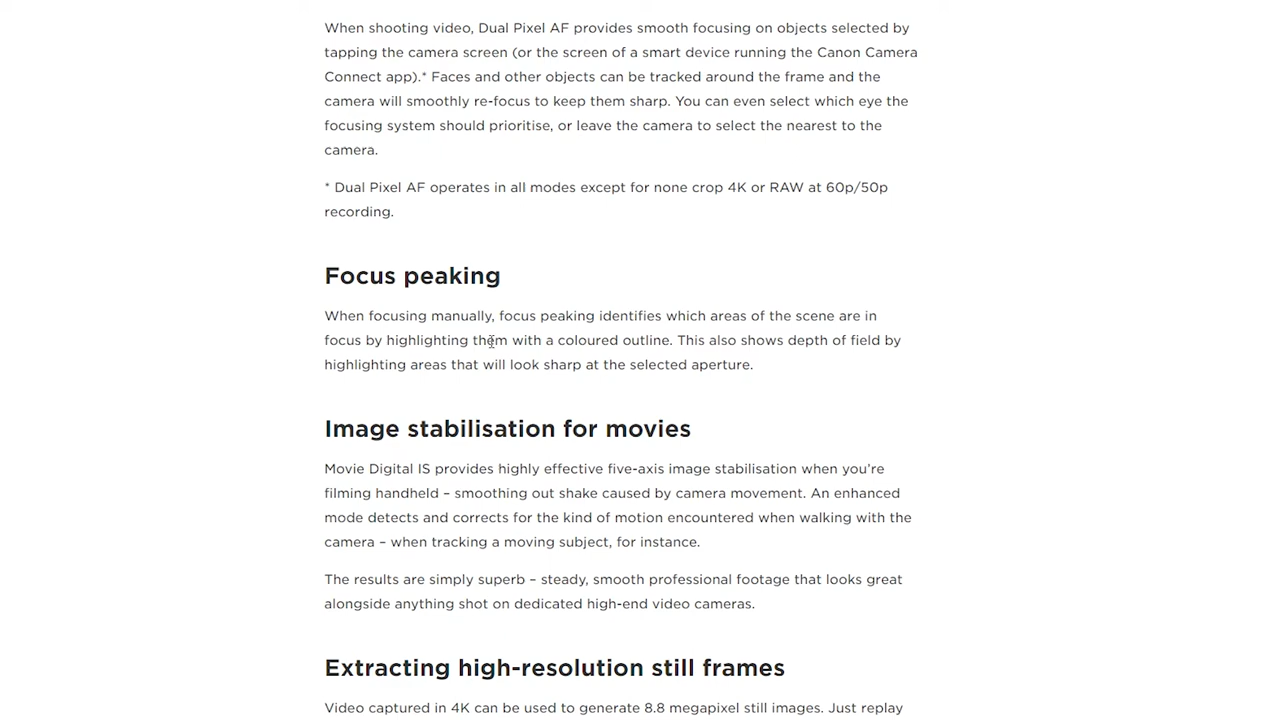 When shooting video, Dual Pixel AF provides smooth focusing on objects selected by
tapping the camera screen (or the screen of a smart device running the Canon Camera
Connect app).* Faces and other objects can be tracked around the frame and the
camera will smoothly re-focus to keep them sharp. You can even select which eye the
focusing system should prioritise, or leave the camera to select the nearest to the
camera.
* Dual Pixel AF operates in all modes except for none crop 4K or RAW at 60p/50p
recording.
Focus peaking
When focusing manually, focus peaking identifies which areas of the scene are in
focus by highlighting them with a coloured outline. This also shows depth of field by
highlighting areas that will look sharp at the selected aperture.
Image stabilisation for movies
Movie Digital IS provides highly effective five-axis image stabilisation when you’re
filming handheld – smoothing out shake caused by camera movement. An enhanced
mode detects and corrects for the kind of motion encountered when walking with the
camera – when tracking a moving subject, for instance.
The results are simply superb – steady, smooth professional footage that looks great
alongside anything shot on dedicated high-end video cameras.
Extracting high-resolution still frames
Video captured in 4K can be used to generate 8.8 megapixel still images. Just replay